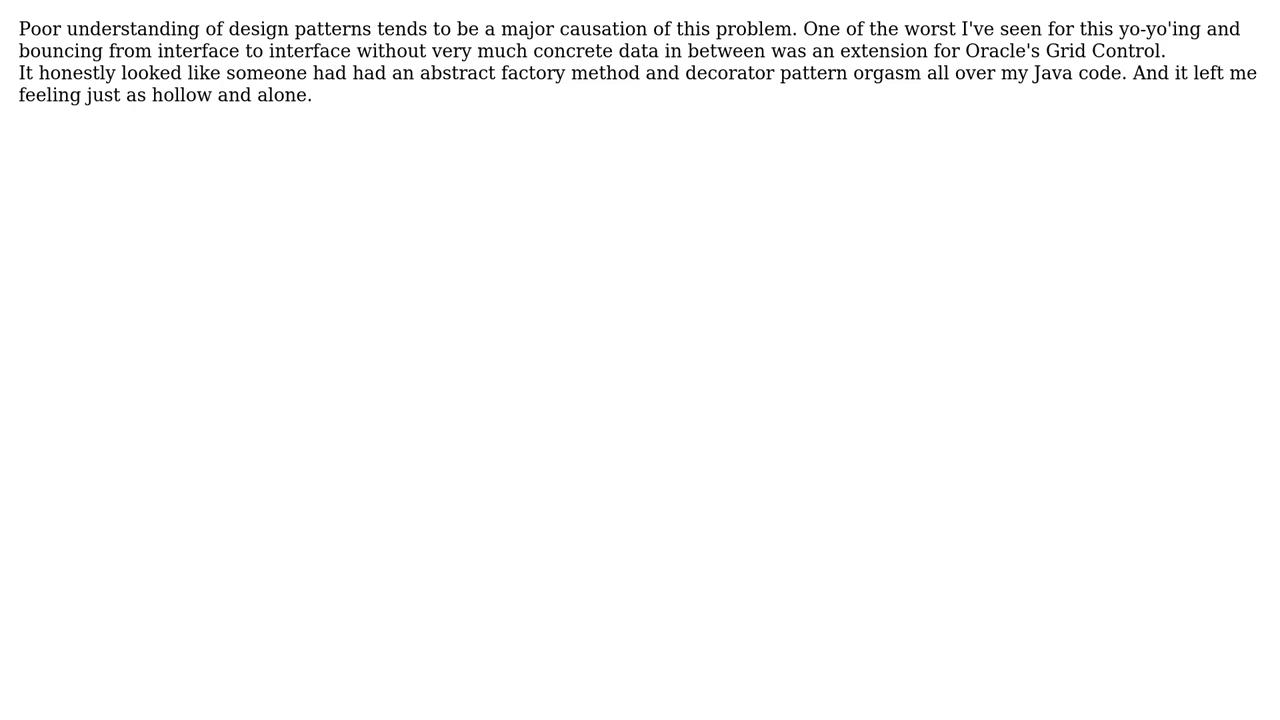 Poor understanding of design patterns tends to be a major causation of this problem. One of the worst I've seen for this yo-yo'ing and
bouncing from interface to interface without very much concrete data in between was an extension for Oracle's Grid Control.
It honestly looked like someone had had an abstract factory method and decorator pattern orgasm all over my Java code. And it left me
feeling just as hollow and alone.